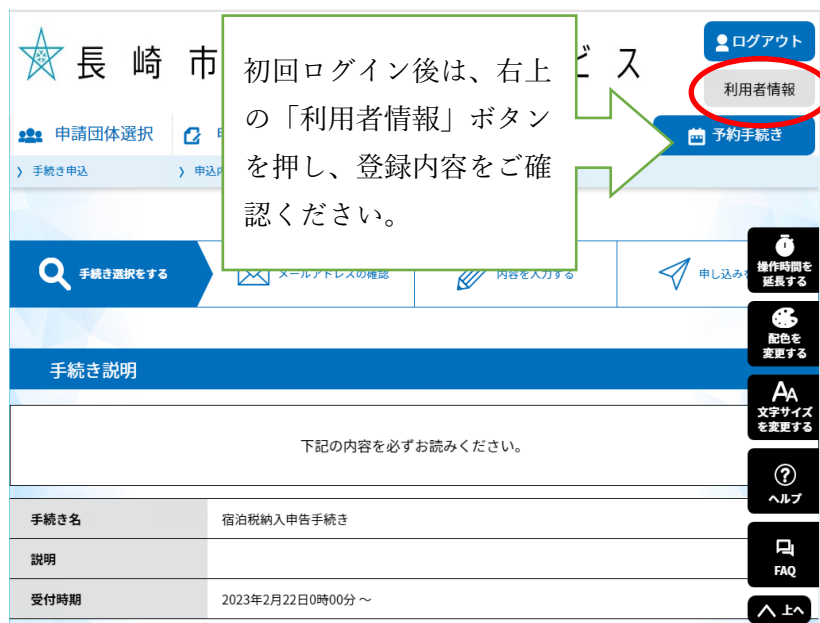 長崎市
ビス
ログアウト
利用者情報
初回ログイン後は、右上
の「利用者情報」ボタン
を押し、登録内容をご確
認ください。
申請団体選択
予約手続き
手続き申込
申込
手続き選択をする
メールアドレスの確認
内容を入力する
申し込み
操作時間を
延長する
配色を
変更する
手続き説明
文字サイズ
を変更する
下記の内容を必ずお読みください。
ヘルプ
手続き名
宿泊税納入申告手続き
説明
FAQ
受付時期
2023年2月22日0時00分 ～
上へ